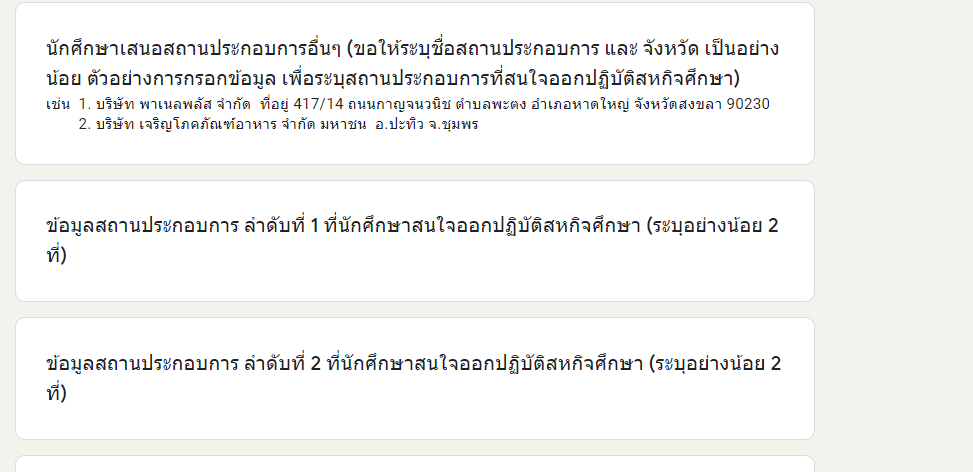 นักศึกษาเสนอสถานประกอบการอื่นๆ (ขอให้ระบุชื่อสถานประกอบการ และ จังหวัด เป็นอย่าง
น้อย ตัวอย่างการกรอกข้อมูล เพื่อระบุสถานประกอบการที่สนใจออกปฏิบัติสหกิจศึกษา)
เช่น 1. บริษัท พาเนลพลัส จำกัด ที่อยู่ 417/14 ถนนกาญจนวนิช ตำบลพะตง อำเภอหาดใหญ่ จังหวัดสงขลา 90230
2. บริษัท เจริญโภคภัณฑ์อาหาร จำกัด มหาชน อ.ปะทิว จ.ชุมพร
ข้อมูลสถานประกอบการ ลำดับที่ 1 ที่นักศึกษาสนใจออกปฏิบัติสหกิจศึกษา (ระบุอย่างน้อย 2
ที่)
ข้อมูลสถานประกอบการ ลำดับที่ 2 ที่นักศึกษาสนใจออกปฏิบัติสหกิจศึกษา (ระบุอย่างน้อย 2
ที่)